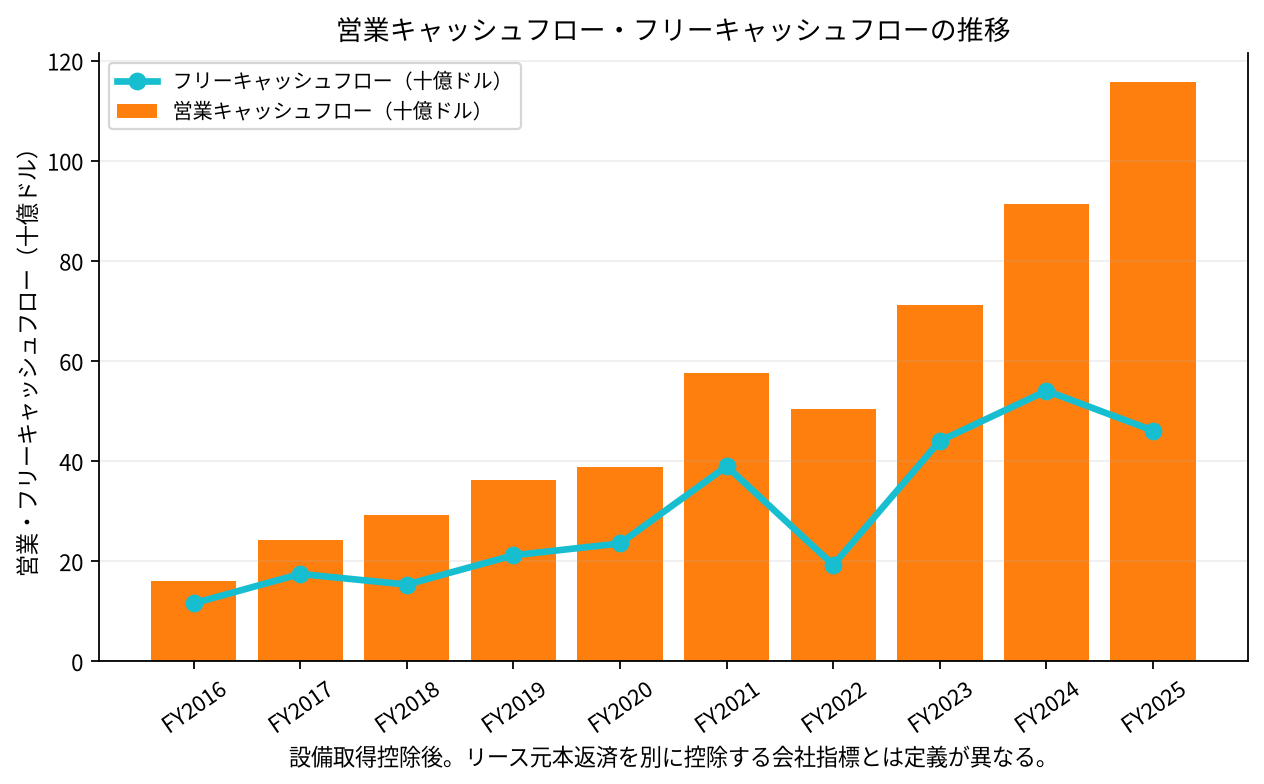 営業キャッシュフロー・フリーキャッシュフローの推移
フリーキャッシュフロー（十億ドル）
営業キャッシュフロー（十億ドル）
営業・フリーキャッシュフロー（十億ドル）
120
100
80
60
40
20
0
FY2016
FY2017
FY2018
FY2019
FY2020
FY2021
FY2022
FY2023
FY2024
FY2025
設備取得控除後。リース元本返済を別に控除する会社指標とは定義が異なる。